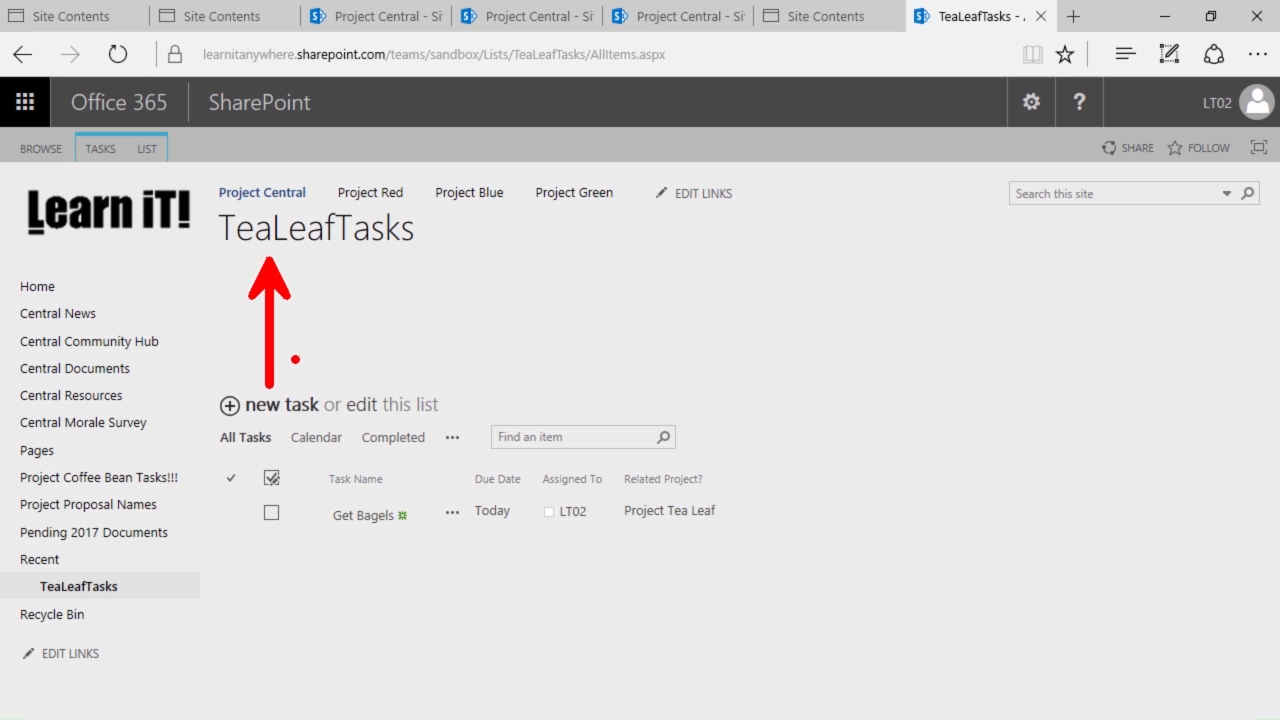 Site Contents Site Contents Project Central - Si Project Central - Si Project Central - Si Site Contents TeaLeafTasks -
learnitanywhere.sharepoint.com/teams/sandbox/Lists/TeaLeafTasks/AllItems.aspx
Office 365 SharePoint ? LT02
BROWSE TASKS LIST SHARE FOLLOW
Learn iT!
Project Central Project Red Project Blue Project Green EDIT LINKS
Search this site
TeaLeafTasks
Home
Central News
Central Community Hub
Central Documents
Central Resources
Central Morale Survey
Pages
Project Coffee Bean Tasks!!!
Project Proposal Names
Pending 2017 Documents
Recent
TeaLeafTasks
Recycle Bin
EDIT LINKS
new task or edit this list
All Tasks Calendar Completed ••• Find an item
Task Name Due Date Assigned To Related Project?
Get Bagels ••• Today LT02 Project Tea Leaf